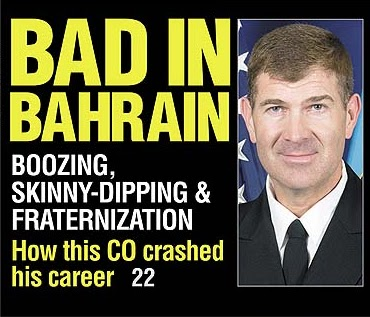 BAD IN
BAHRAIN
BOOZING,
SKINNY-DIPPING &
FRATERNIZATION
How this CO crashed
his career 22